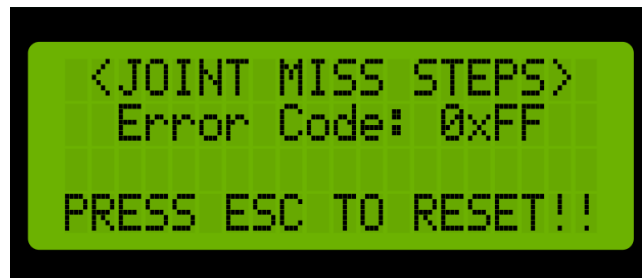 <JOINT MISS STEPS>
Error Code: 0xFF
PRESS ESC TO RESET!!